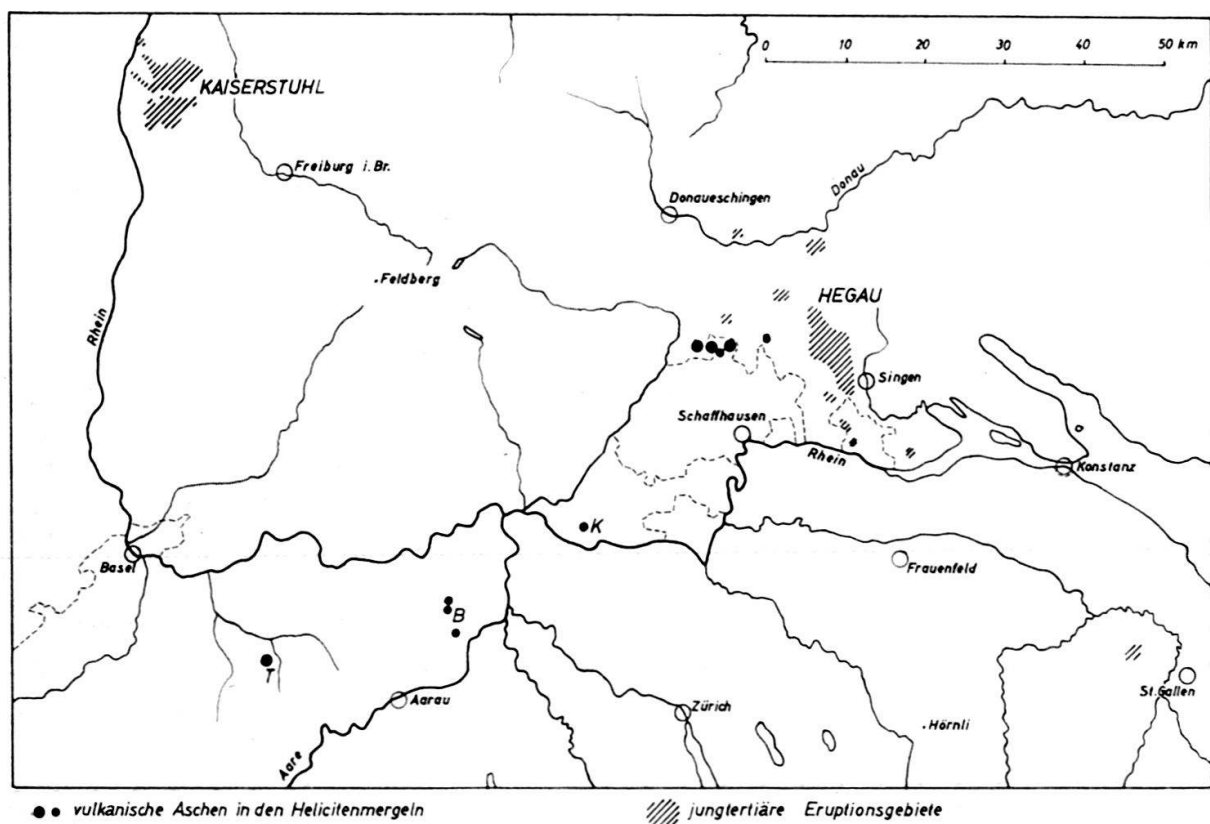 0 10 20 30 40 50 km
KAISERSTUHL
Freiburg i. Br.
Donaueschingen
Donau
Feldberg
HEGAU
Rhein
Singen
Schaffhausen
Rhein
Konstanz
K
Basel
Frauenfeld
B
T
Aarau
Zürich
St. Gallen
Hörnli
Aare
vulkanische Aschen in den Helicitenmergeln
jungtertiäre Eruptionsgebiete